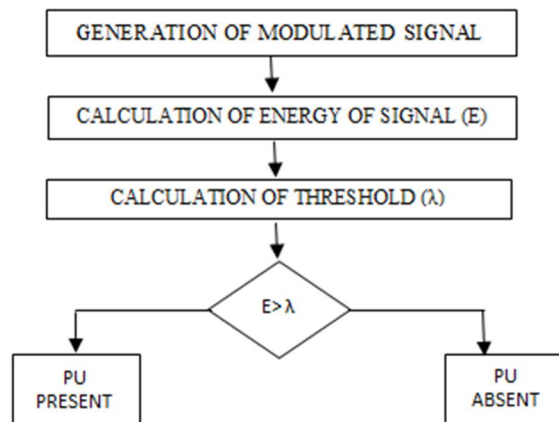 GENERATION OF MODULATED SIGNAL
CALCULATION OF ENERGY OF SIGNAL (E)
CALCULATION OF THRESHOLD (λ)
E>λ
PU
PRESENT
PU
ABSENT